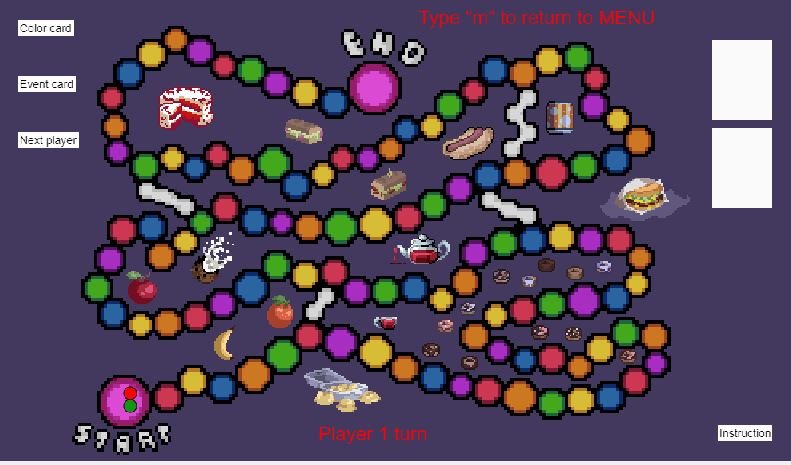 Type "m" to return to MENU
Color card
END
Event card
Next player
START
Player 1 turn
Instruction